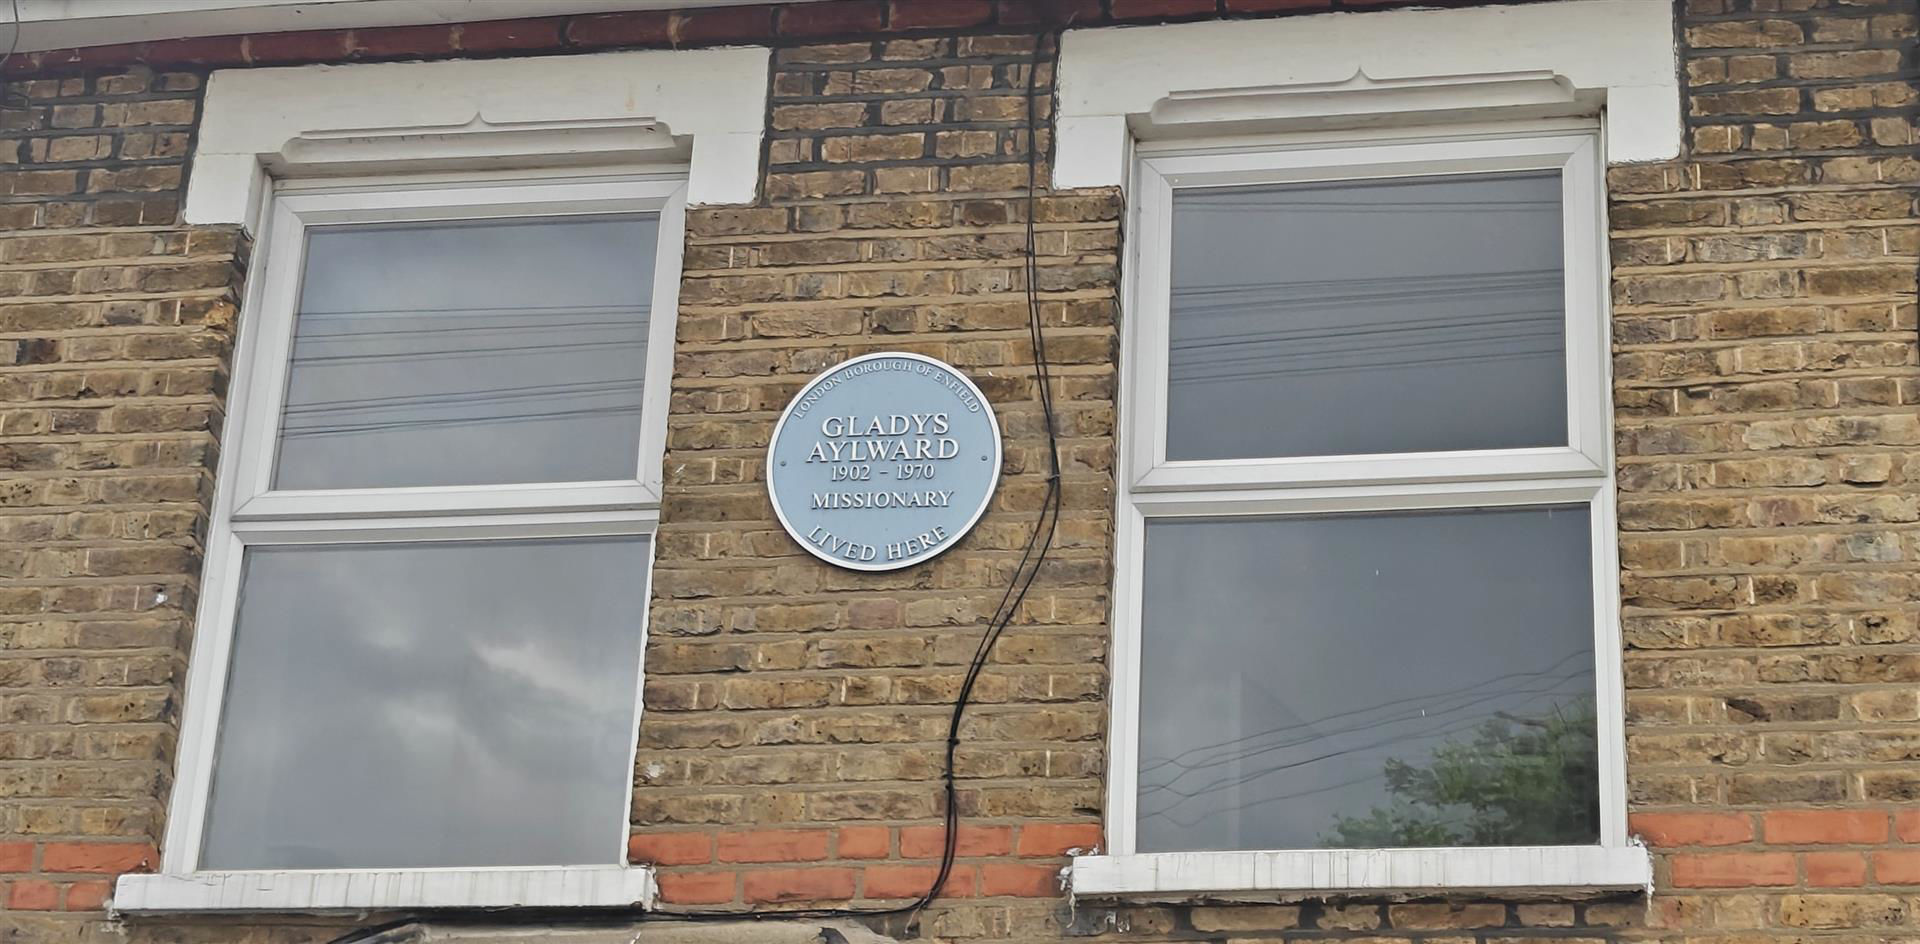 LONDON BOROUGH OF ENFIELD
GLADYS
AYLWARD
1902 - 1970
MISSIONARY
LIVED HERE